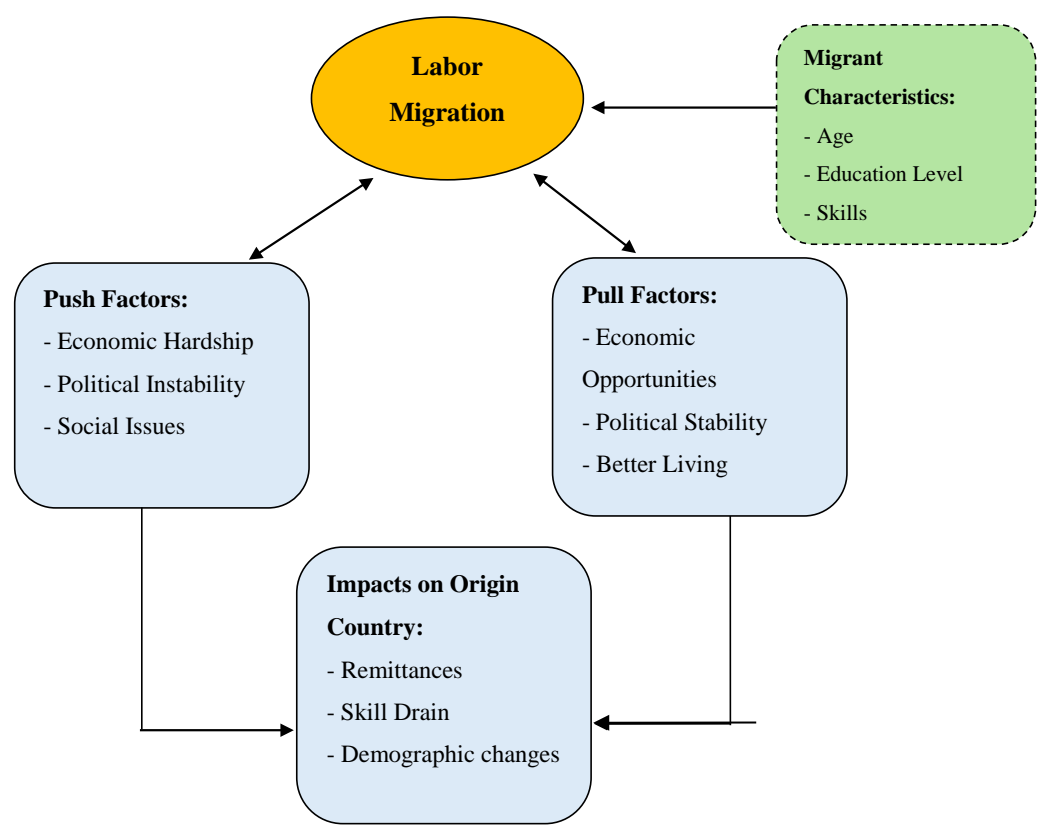 Labor
Migration
Migrant
Characteristics:
- Age
- Education Level
- Skills
Push Factors:
- Economic Hardship
- Political Instability
- Social Issues
Pull Factors:
- Economic
Opportunities
- Political Stability
- Better Living
Impacts on Origin
Country:
- Remittances
- Skill Drain
- Demographic changes